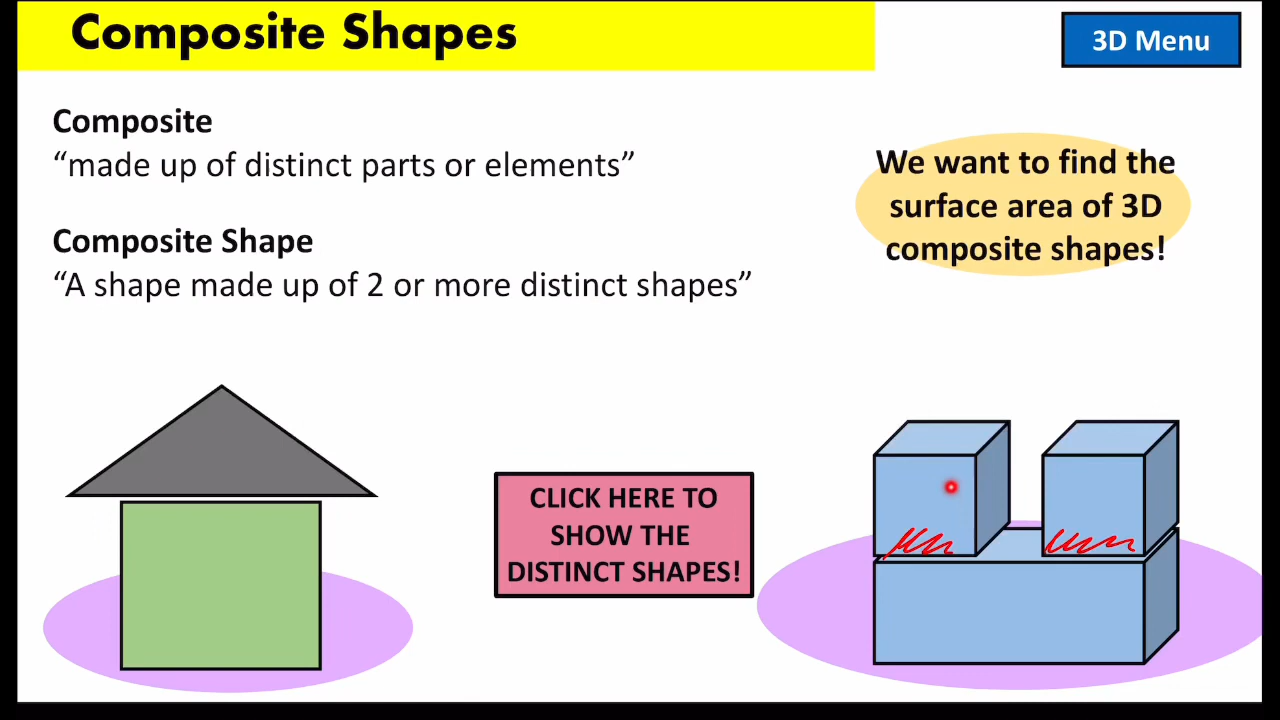 Composite Shapes
3D Menu
Composite
“made up of distinct parts or elements”
Composite Shape
“A shape made up of 2 or more distinct shapes”
We want to find the
surface area of 3D
composite shapes!
CLICK HERE TO
SHOW THE
DISTINCT SHAPES!